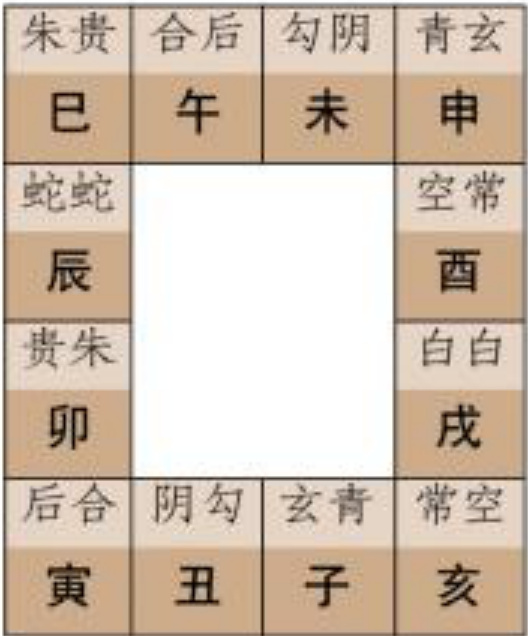 朱贵 合后 勾阴 青玄
巳 午 未 申
蛇蛇 空常
辰 酉
贵朱 白白
卯 戌
后合 阴勾 玄青 常空
寅 丑 子 亥